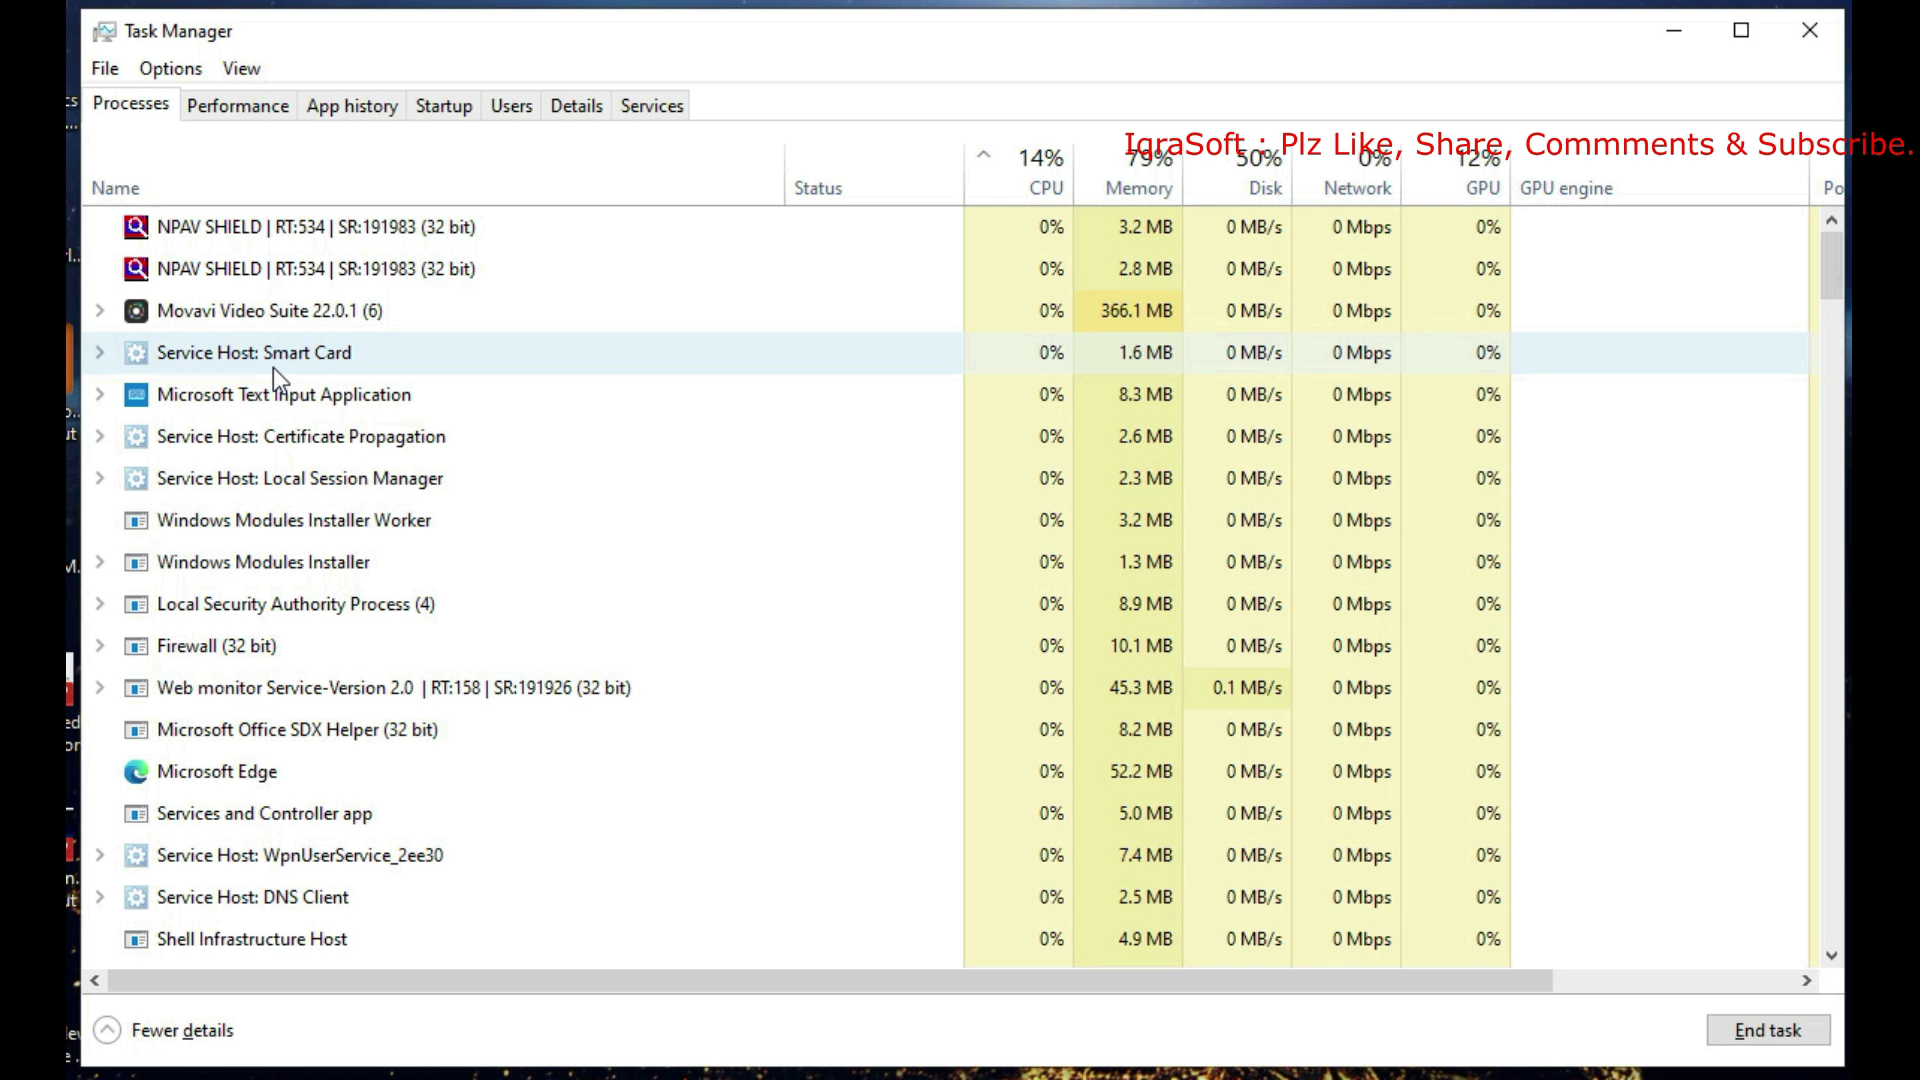 Task Manager
File Options View
Processes Performance App history Startup Users Details Services
IqraSoft : Plz Like, Share, Commments & Subscribe.
14% 79% 50% 0% 12%
Name Status CPU Memory Disk Network GPU GPU engine Po
NPAV SHIELD | RT:534 | SR:191983 (32 bit) 0% 3.2 MB 0 MB/s 0 Mbps 0%
NPAV SHIELD | RT:534 | SR:191983 (32 bit) 0% 2.8 MB 0 MB/s 0 Mbps 0%
Movavi Video Suite 22.0.1 (6) 0% 366.1 MB 0 MB/s 0 Mbps 0%
Service Host: Smart Card 0% 1.6 MB 0 MB/s 0 Mbps 0%
Microsoft Text Input Application 0% 8.3 MB 0 MB/s 0 Mbps 0%
Service Host: Certificate Propagation 0% 2.6 MB 0 MB/s 0 Mbps 0%
Service Host: Local Session Manager 0% 2.3 MB 0 MB/s 0 Mbps 0%
Windows Modules Installer Worker 0% 3.2 MB 0 MB/s 0 Mbps 0%
Windows Modules Installer 0% 1.3 MB 0 MB/s 0 Mbps 0%
Local Security Authority Process (4) 0% 8.9 MB 0 MB/s 0 Mbps 0%
Firewall (32 bit) 0% 10.1 MB 0 MB/s 0 Mbps 0%
Web monitor Service-Version 2.0 | RT:158 | SR:191926 (32 bit) 0% 45.3 MB 0.1 MB/s 0 Mbps 0%
Microsoft Office SDX Helper (32 bit) 0% 8.2 MB 0 MB/s 0 Mbps 0%
Microsoft Edge 0% 52.2 MB 0 MB/s 0 Mbps 0%
Services and Controller app 0% 5.0 MB 0 MB/s 0 Mbps 0%
Service Host: WpnUserService_2ee30 0% 7.4 MB 0 MB/s 0 Mbps 0%
Service Host: DNS Client 0% 2.5 MB 0 MB/s 0 Mbps 0%
Shell Infrastructure Host 0% 4.9 MB 0 MB/s 0 Mbps 0%
Fewer details End task